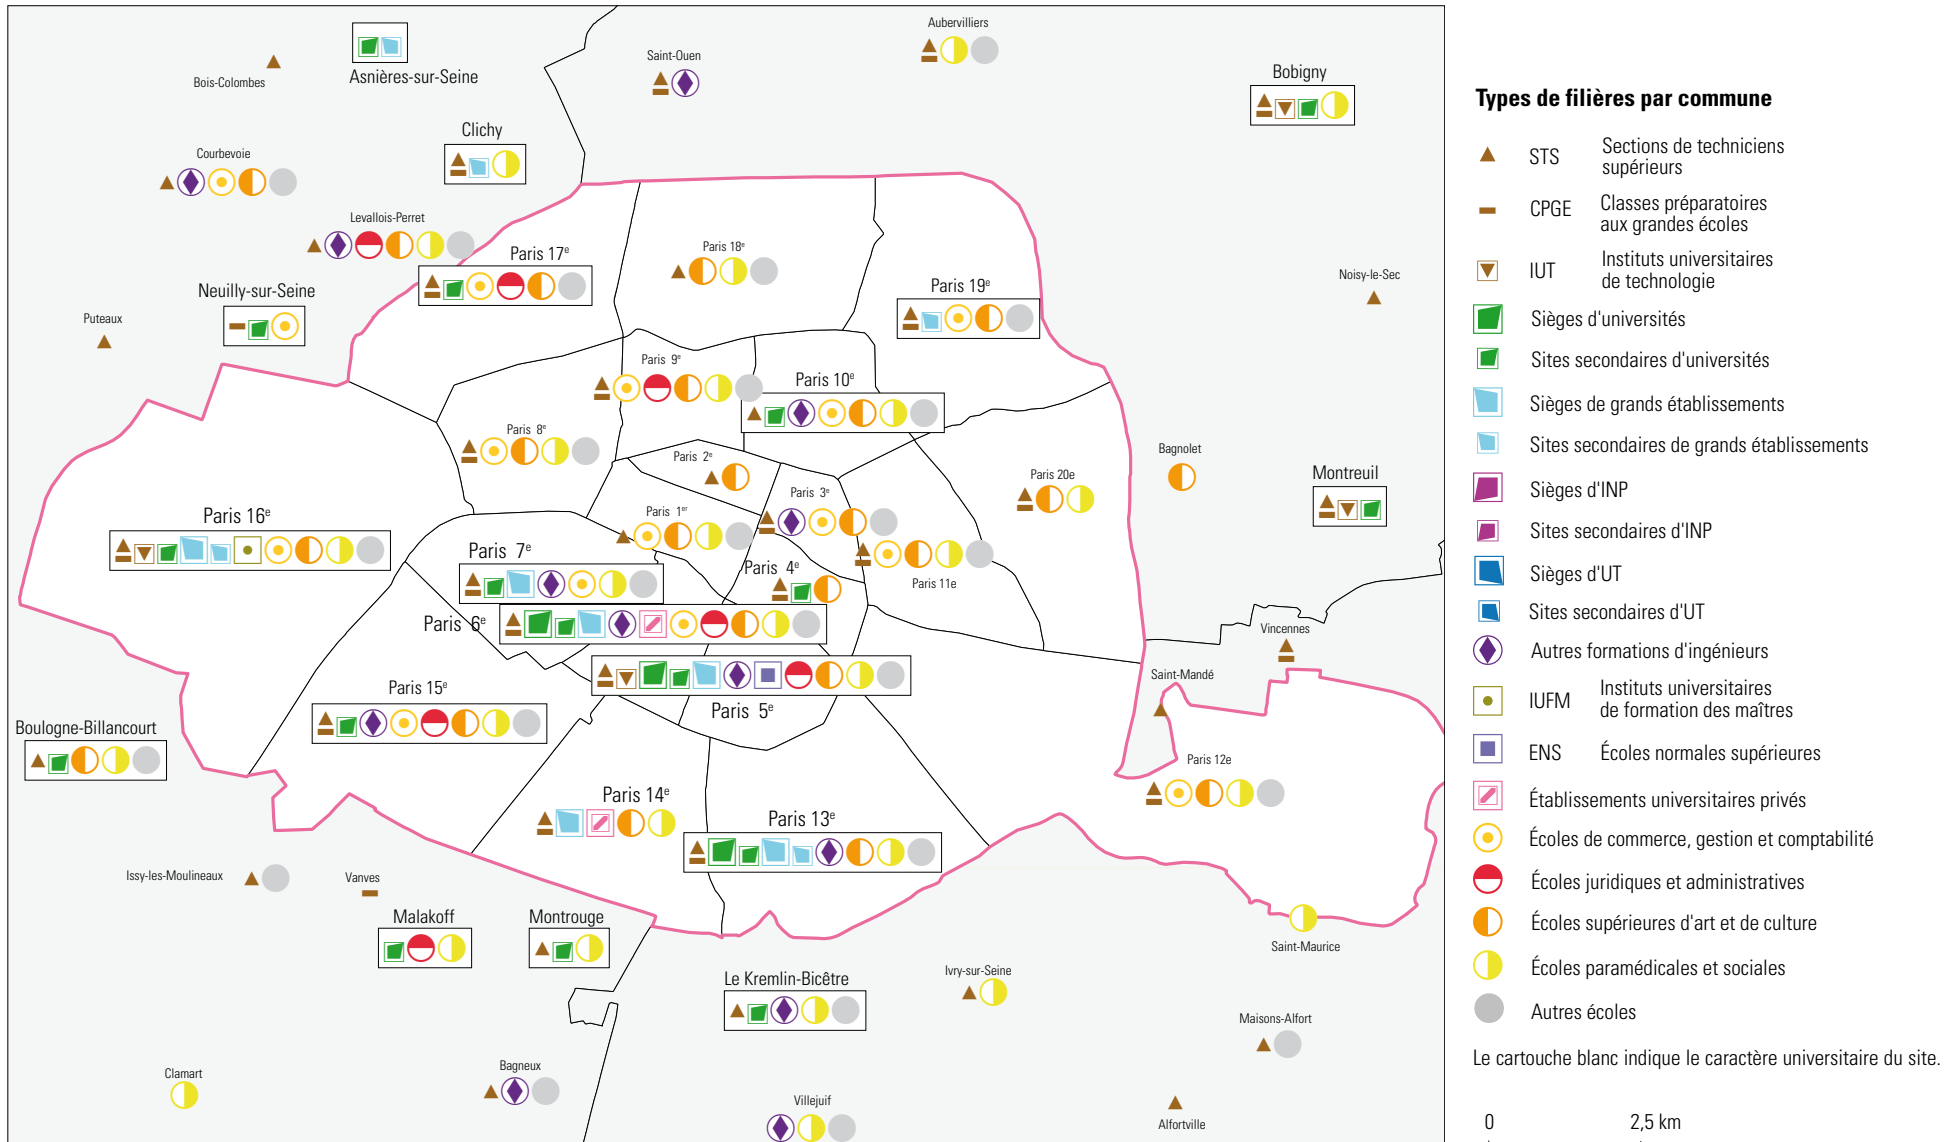 Aubervilliers
Saint-Ouen
Bois-Colombes
Asnières-sur-Seine
Bobigny
Clichy
Courbevoie
Levallois-Perret
Paris 17e
Paris 18e
Noisy-le-Sec
Neuilly-sur-Seine
Paris 19e
Puteaux
Paris 9e
Paris 10e
Paris 8e
Paris 2e
Bagnolet
Paris 20e
Montreuil
Paris 3e
Paris 16e
Paris 1er
Paris 7e
Paris 4e
Paris 11e
Paris 6e
Vincennes
Saint-Mandé
Paris 15e
Paris 5e
Boulogne-Billancourt
Paris 12e
Paris 14e
Paris 13e
Issy-les-Moulineaux
Vanves
Malakoff
Montrouge
Saint-Maurice
Le Kremlin-Bicêtre
Ivry-sur-Seine
Maisons-Alfort
Clamart
Bagneux
Villejuif
Alfortville
Types de filières par commune
STS Sections de techniciens
supérieurs
CPGE Classes préparatoires
aux grandes écoles
IUT Instituts universitaires
de technologie
Sièges d'universités
Sites secondaires d'universités
Sièges de grands établissements
Sites secondaires de grands établissements
Sièges d'INP
Sites secondaires d'INP
Sièges d'UT
Sites secondaires d'UT
Autres formations d'ingénieurs
IUFM Instituts universitaires
de formation des maîtres
ENS Écoles normales supérieures
Établissements universitaires privés
Écoles de commerce, gestion et comptabilité
Écoles juridiques et administratives
Écoles supérieures d'art et de culture
Écoles paramédicales et sociales
Autres écoles
Le cartouche blanc indique le caractère universitaire du site.
0 2,5 km